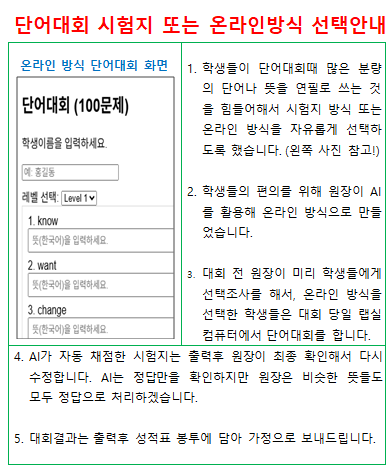 단어대회 시험지 또는 온라인방식 선택안내
온라인 방식 단어대회 화면
단어대회 (100문제)
학생이름을 입력하세요.
예: 홍길동
레벨 선택: Level 1
1. know
뜻(한국어)을 입력하세요.
2. want
뜻(한국어)을 입력하세요.
3. change
뜻(한국어)을 입력하세요.
1. 학생들이 단어대회때 많은 분량
의 단어나 뜻을 연필로 쓰는 것
을 힘들어해서 시험지 방식 또는
온라인 방식을 자유롭게 선택하
도록 했습니다. (왼쪽 사진 참고!)
2. 학생들의 편의를 위해 원장이 AI
를 활용해 온라인 방식으로 만들
었습니다.
3. 대회 전 원장이 미리 학생들에게
선택조사를 해서, 온라인 방식을
선택한 학생들은 대회 당일 랩실
컴퓨터에서 단어대회를 합니다.
4. AI가 자동 채점한 시험지는 출력후 원장이 최종 확인해서 다시
수정합니다. AI는 정답만을 확인하지만 원장은 비슷한 뜻들도
모두 정답으로 처리하겠습니다.
5. 대회결과는 출력후 성적표 봉투에 담아 가정으로 보내드립니다.